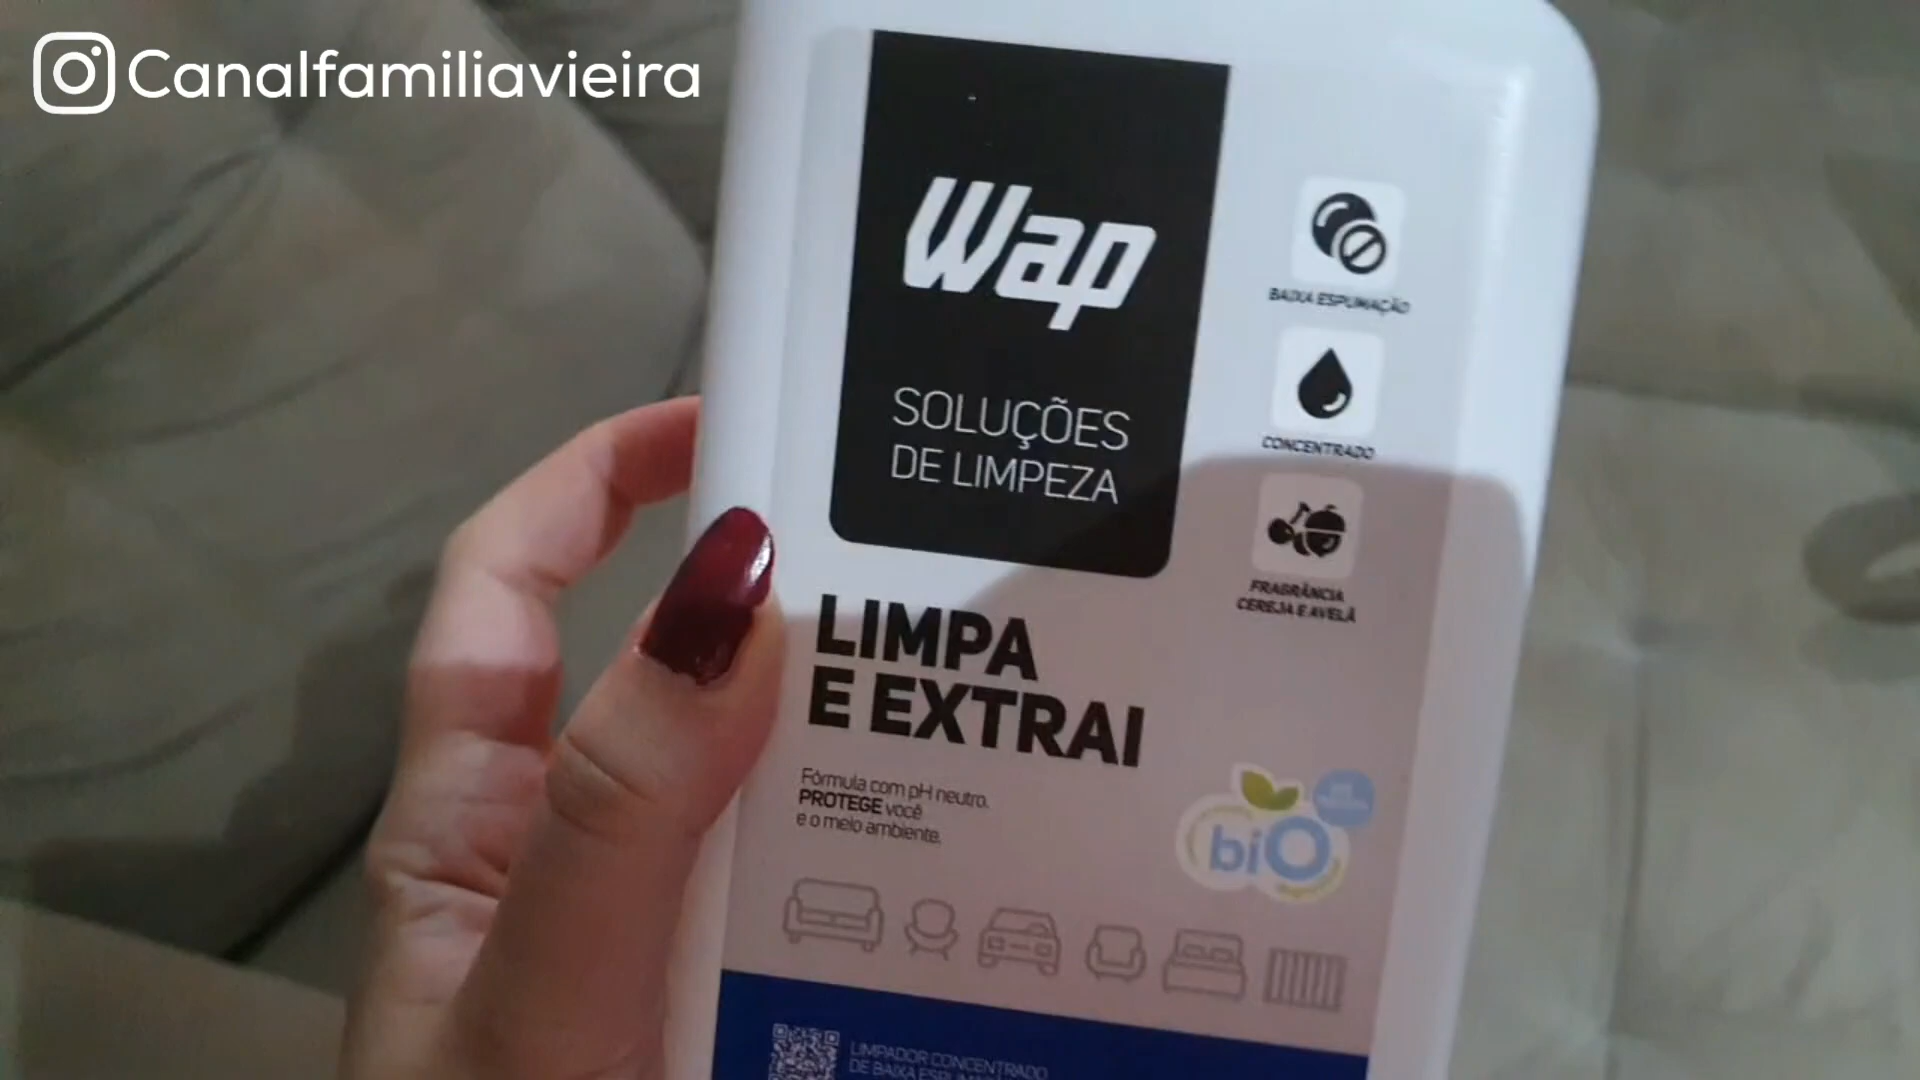 Canalfamiliavieira
Wap
SOLUÇÕES
DE LIMPEZA
BAIXA ESPUMAÇÃO
CONCENTRADO
FRAGRÂNCIA
CEREJA E AVELÃ
LIMPA
E EXTRAI
Fórmula com pH neutro.
PROTEGE você
e o meio ambiente.
biO
LIMPADOR CONCENTRADO
DE BAIXA